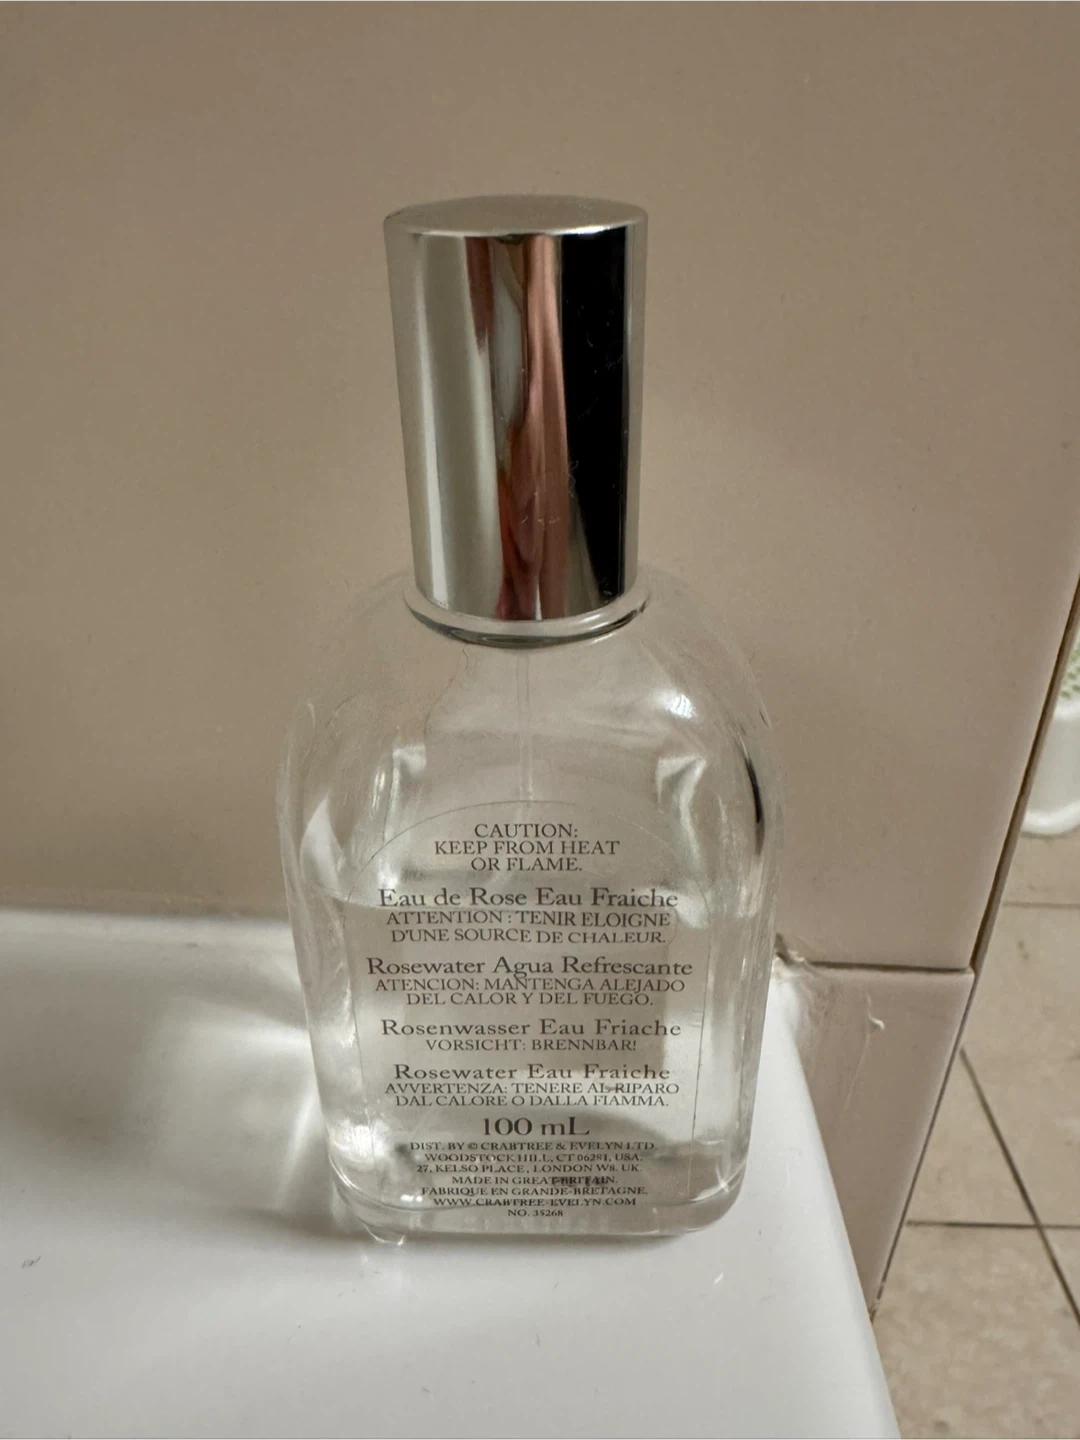 CAUTION:
KEEP FROM HEAT
OR FLAME.
Eau de Rose Eau Fraiche
ATTENTION : TENIR ELOIGNE
D'UNE SOURCE DE CHALEUR.
Rosewater Agua Refrescante
ATENCION: MANTENGA ALEJADO
DEL CALOR Y DEL FUEGO.
Rosenwasser Eau Friache
VORSICHT: BRENNBAR!
Rosewater Eau Fraiche
AVVERTENZA: TENERE AL RIPARO
DAL CALORE O DALLA FIAMMA.
100 mL
DIST. BY © CRABTREE & EVELYN LTD.
WOODSTOCK HILL, CT 06281, USA.
27, KELSO PLACE, LONDON W8. UK.
MADE IN GREAT BRITAIN.
FABRIQUE EN GRANDE-BRETAGNE.
WWW.CRABTREE-EVELYN.COM
NO. 35268